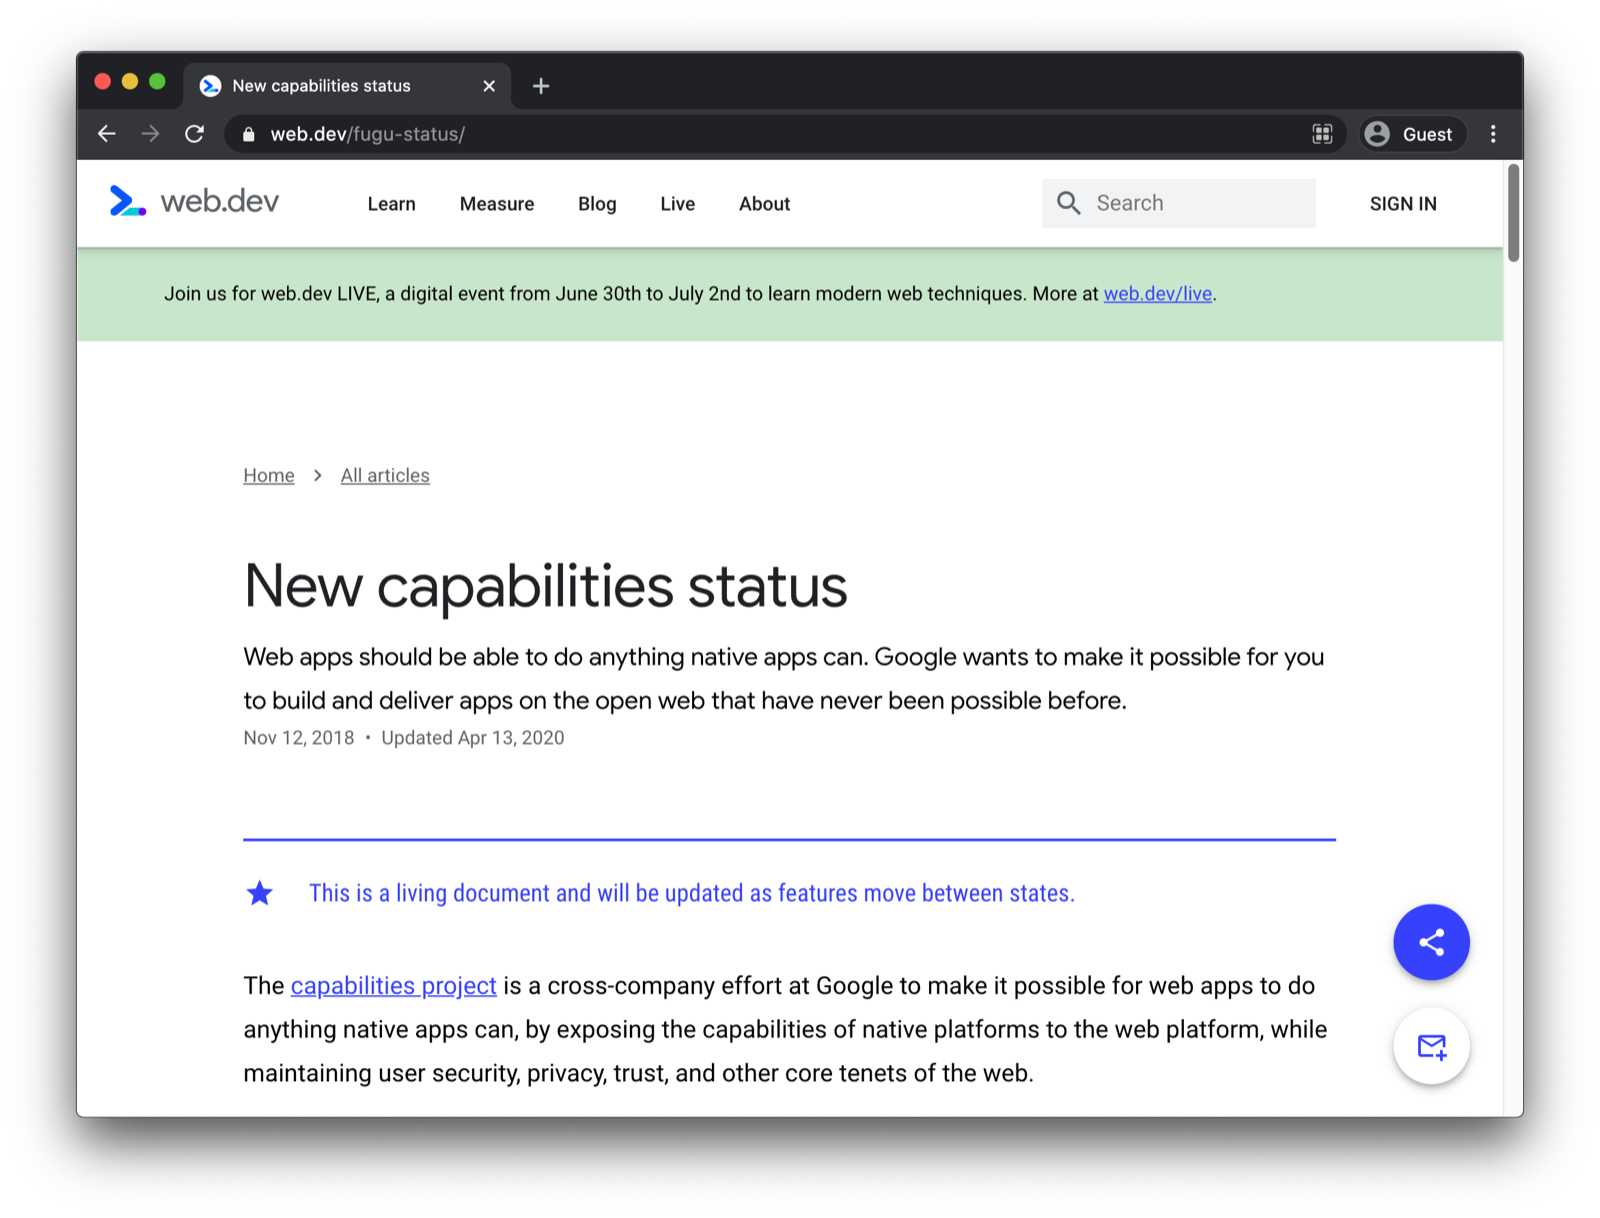 New capabilities status
web.dev/fugu-status/
Guest
web.dev
Learn
Measure
Blog
Live
About
Search
SIGN IN
Join us for web.dev LIVE, a digital event from June 30th to July 2nd to learn modern web techniques. More at web.dev/live.
Home
All articles
New capabilities status
Web apps should be able to do anything native apps can. Google wants to make it possible for you
to build and deliver apps on the open web that have never been possible before.
Nov 12, 2018 • Updated Apr 13, 2020
This is a living document and will be updated as features move between states.
The capabilities project is a cross-company effort at Google to make it possible for web apps to do
anything native apps can, by exposing the capabilities of native platforms to the web platform, while
maintaining user security, privacy, trust, and other core tenets of the web.